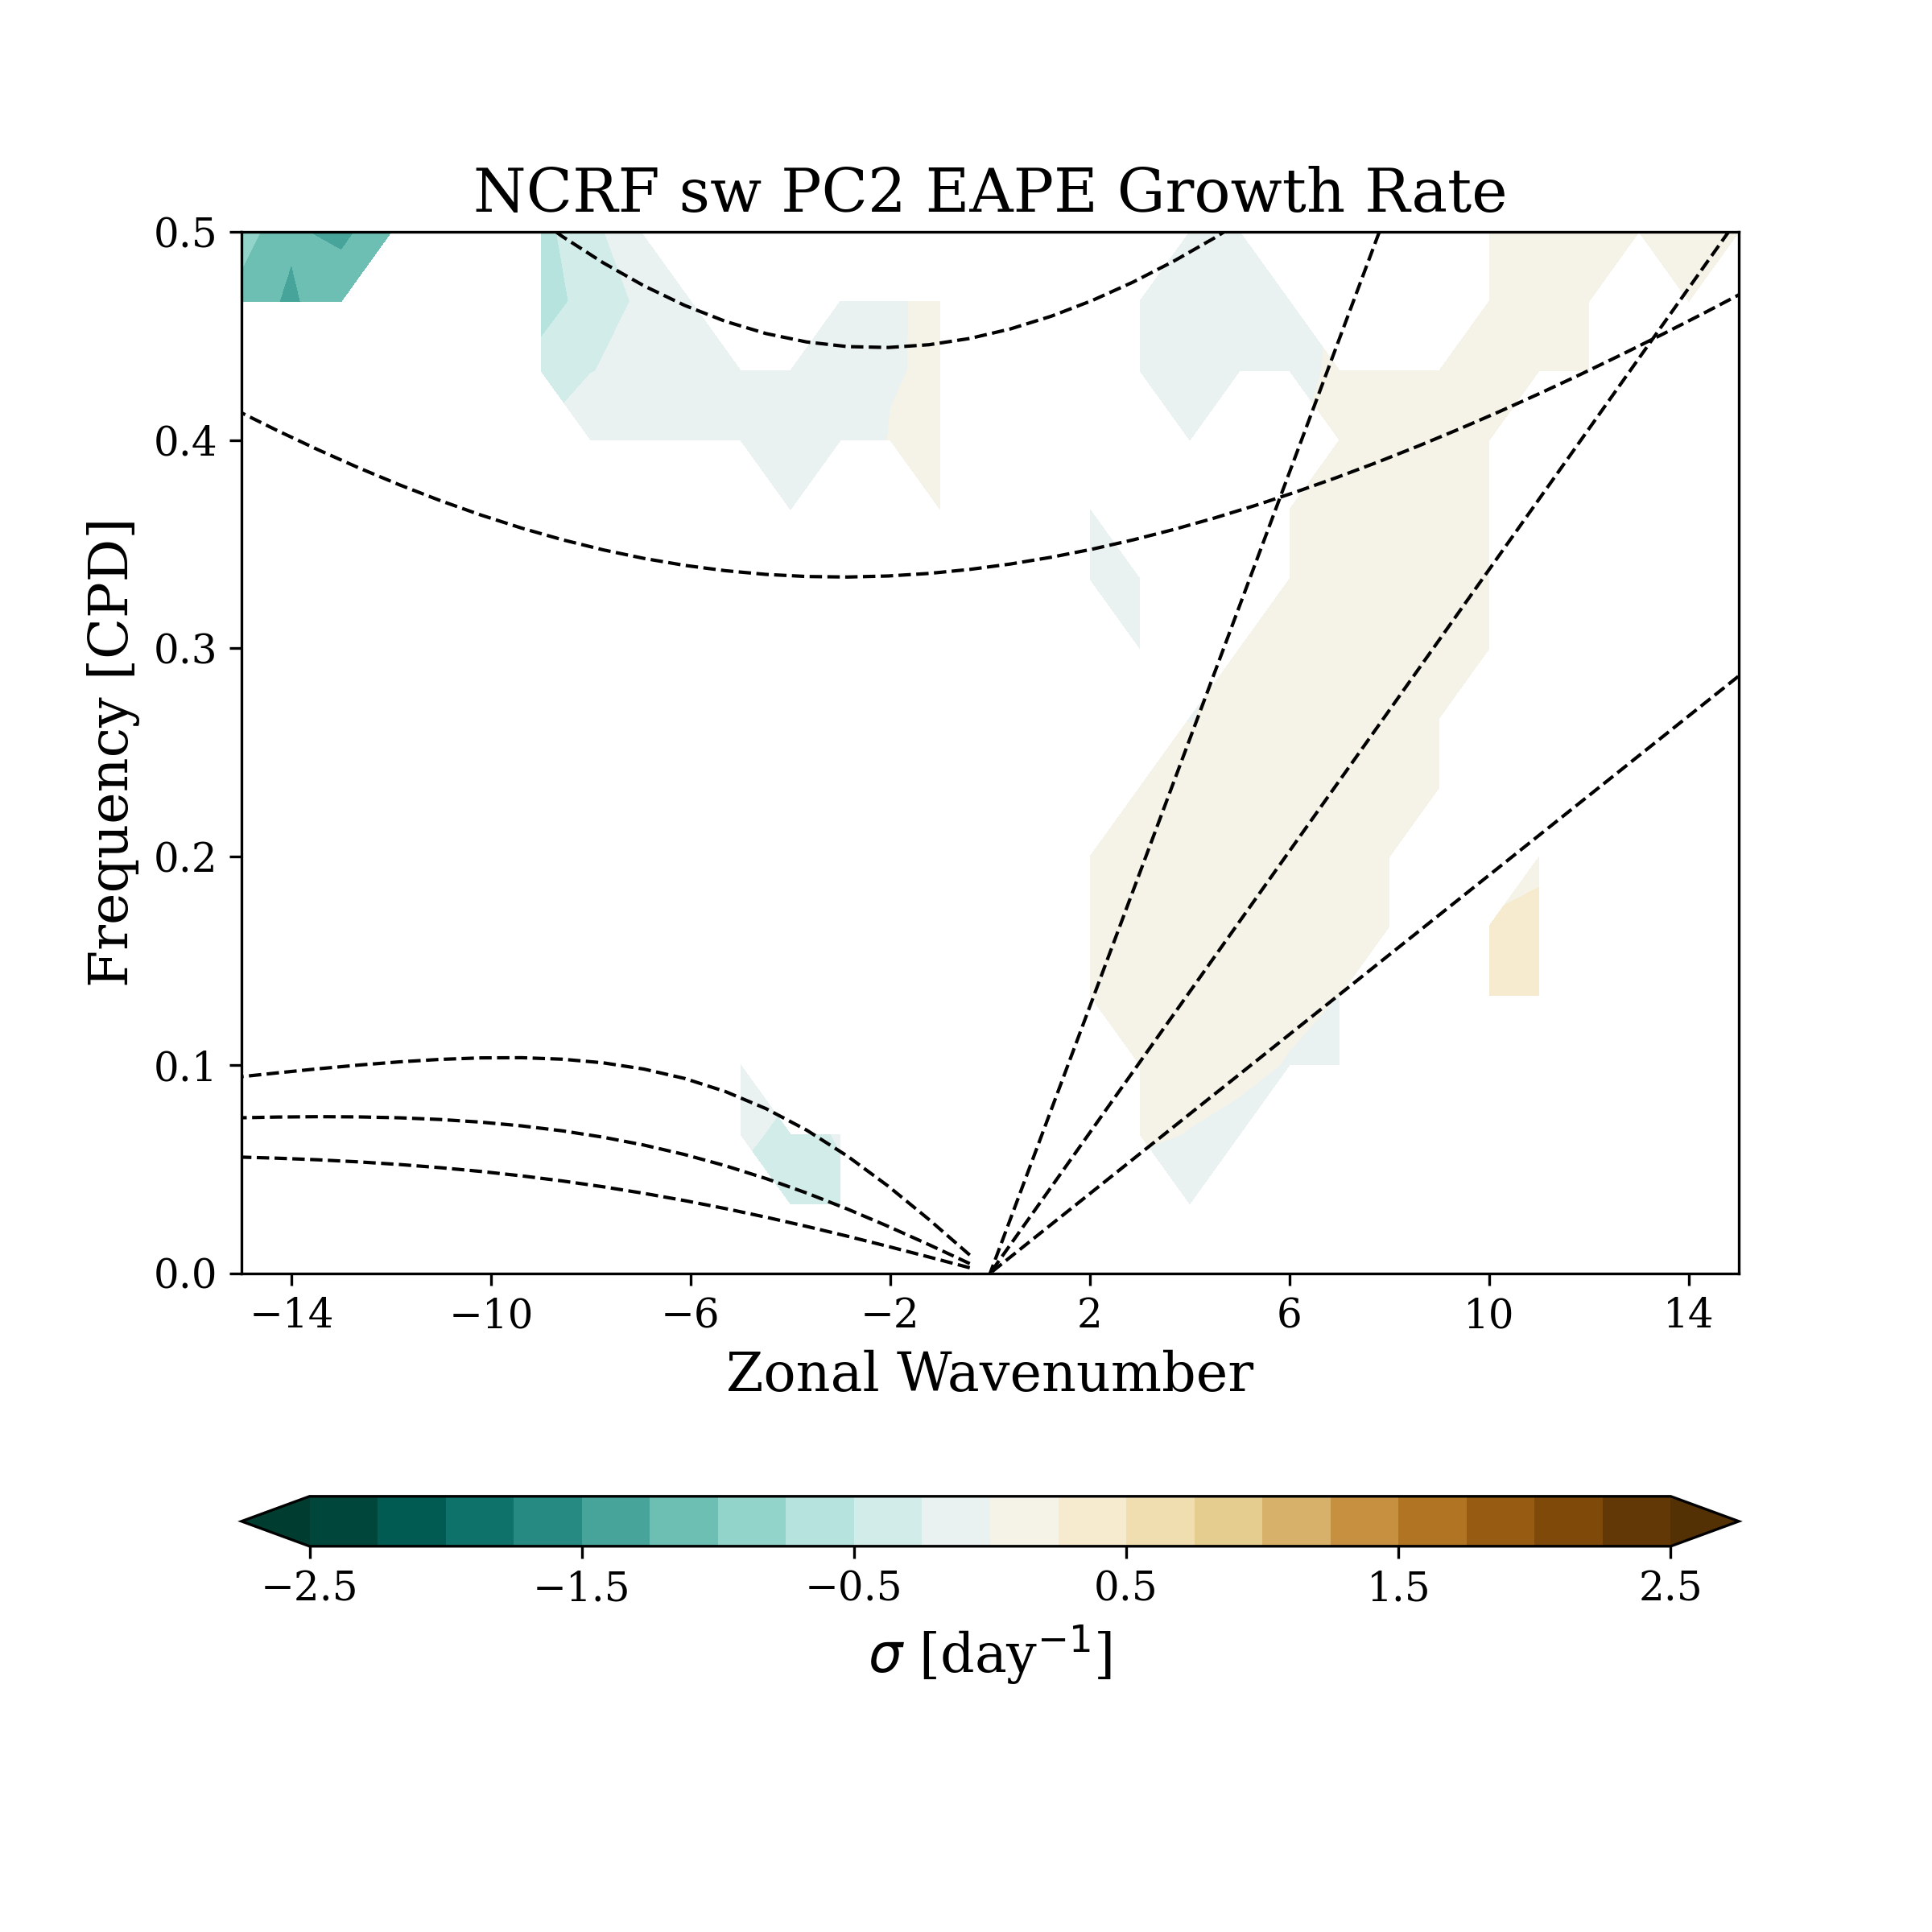 NCRF sw PC2 EAPE Growth Rate
0.5
0.4
0.3
0.2
0.1
0.0
Frequency [CPD]
−14 −10 −6 −2 2 6 10 14
Zonal Wavenumber
−2.5 −1.5 −0.5 0.5 1.5 2.5
σ [day⁻¹]